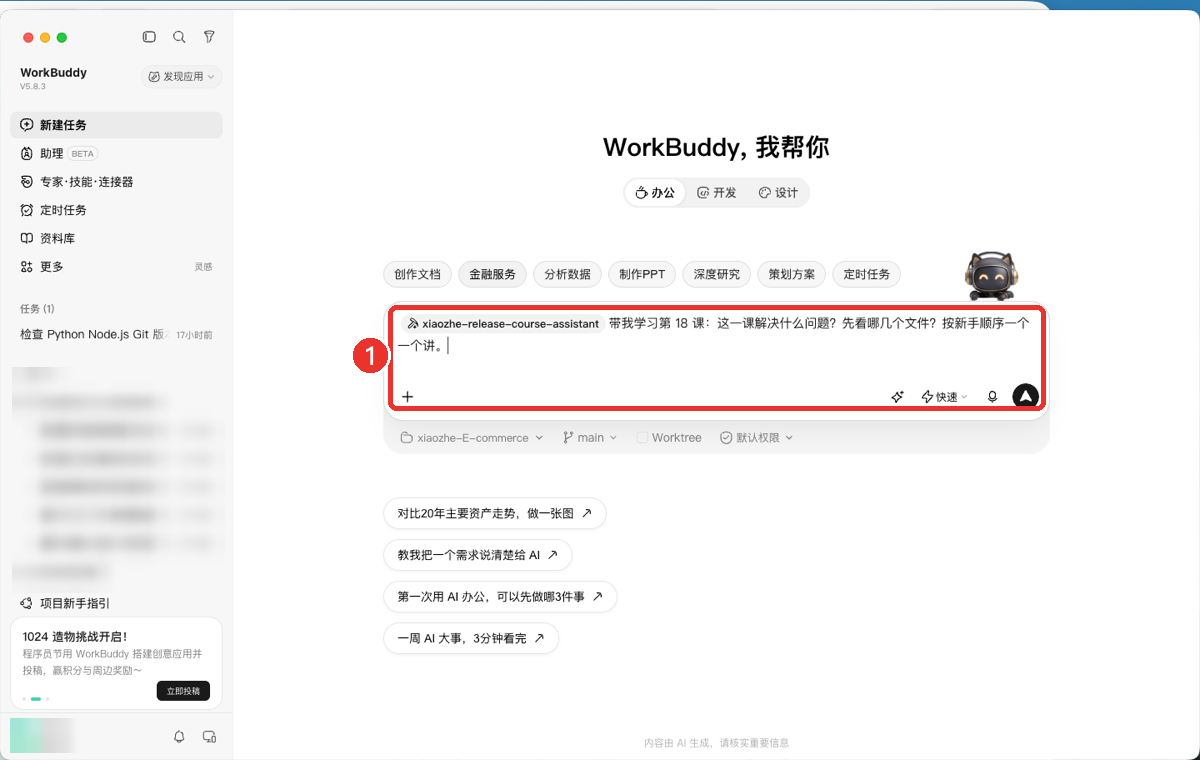 WorkBuddy
V5.8.3
发现应用
新建任务
助理 BETA
专家·技能·连接器
定时任务
资料库
更多 灵感
任务 (1)
检查 Python Node.js Git 版 17小时前
项目新手指引
1024 造物挑战开启！
程序员节用 WorkBuddy 搭建创意应用并
投稿，赢积分与周边奖励～
立即投稿
WorkBuddy, 我帮你
办公 开发 设计
创作文档 金融服务 分析数据 制作PPT 深度研究 策划方案 定时任务
xiaozhe-release-course-assistant 带我学习第 18 课：这一课解决什么问题？先看哪几个文件？按新手顺序一个
一个讲。
1
快速
xiaozhe-E-commerce main Worktree 默认权限
对比20年主要资产走势，做一张图
教我把一个需求说清楚给 AI
第一次用 AI 办公，可以先做哪3件事
一周 AI 大事，3分钟看完
内容由 AI 生成，请核实重要信息